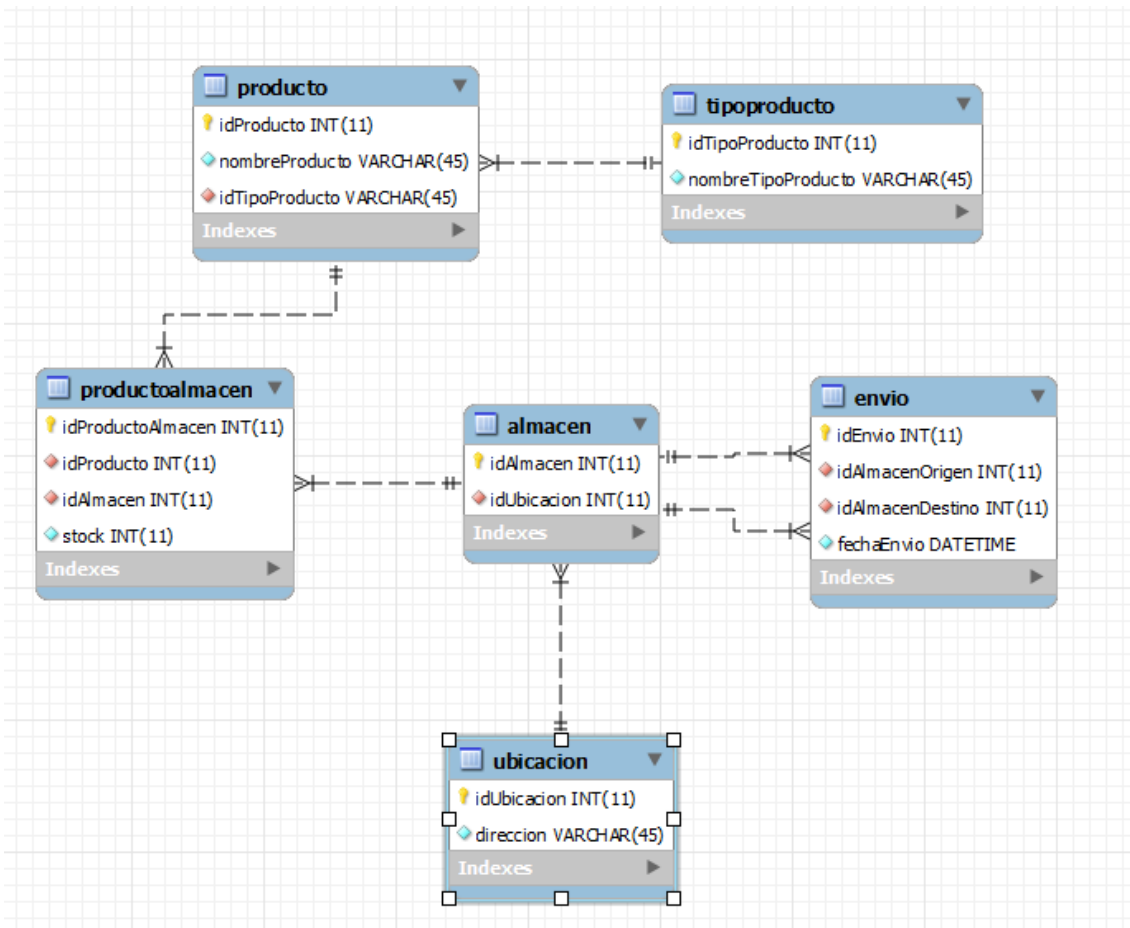 producto
idProducto INT(11)
nombreProducto VARCHAR(45)
idTipoProducto VARCHAR(45)
Indexes
tipoproducto
idTipoProducto INT(11)
nombreTipoProducto VARCHAR(45)
Indexes
productoalmacen
idProductoAlmacen INT(11)
idProducto INT(11)
idAlmacen INT(11)
stock INT(11)
Indexes
almacen
idAlmacen INT(11)
idUbicacion INT(11)
Indexes
envio
idEnvio INT(11)
idAlmacenOrigen INT(11)
idAlmacenDestino INT(11)
fechaEnvio DATETIME
Indexes
ubicacion
idUbicacion INT(11)
direccion VARCHAR(45)
Indexes